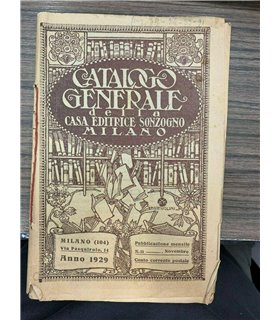 CATALOGO
GENERALE
della
CASA EDITRICE SONZOGNO
MILANO
MILANO (104)
Via Pasquirolo, 14
Anno 1929
Pubblicazione mensile
N. 11 Novembre
Conto corrente postale